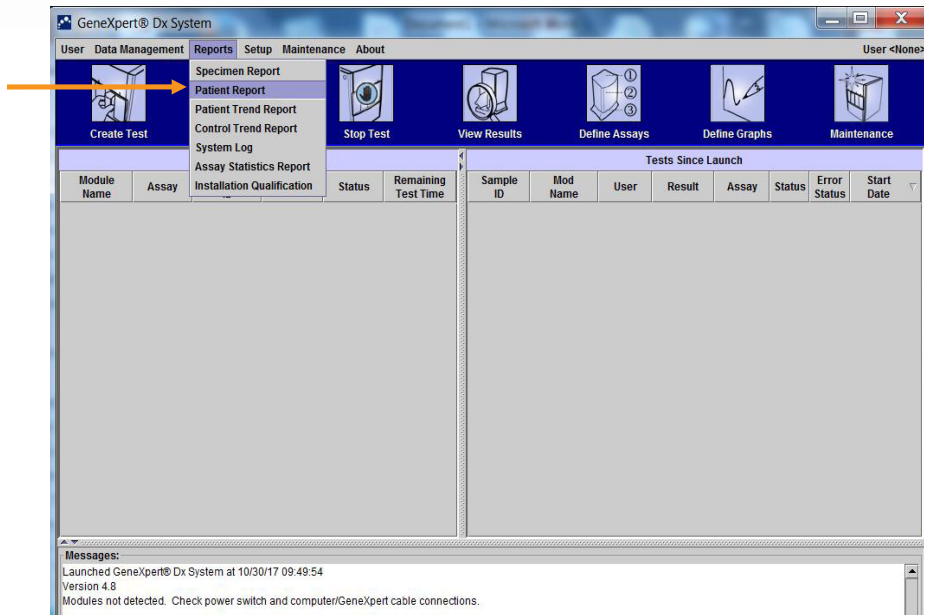 GeneXpert® Dx System
User Data Management Reports Setup Maintenance About User <None>
Specimen Report
Patient Report
Patient Trend Report
Control Trend Report
System Log
Assay Statistics Report
Installation Qualification
Create Test Stop Test View Results Define Assays Define Graphs Maintenance
① ② ③
Tests Since Launch
Module Name Assay Status Remaining Test Time
Sample ID Mod Name User Result Assay Status Error Status Start Date
Messages:
Launched GeneXpert® Dx System at 10/30/17 09:49:54
Version 4.8
Modules not detected. Check power switch and computer/GeneXpert cable connections.